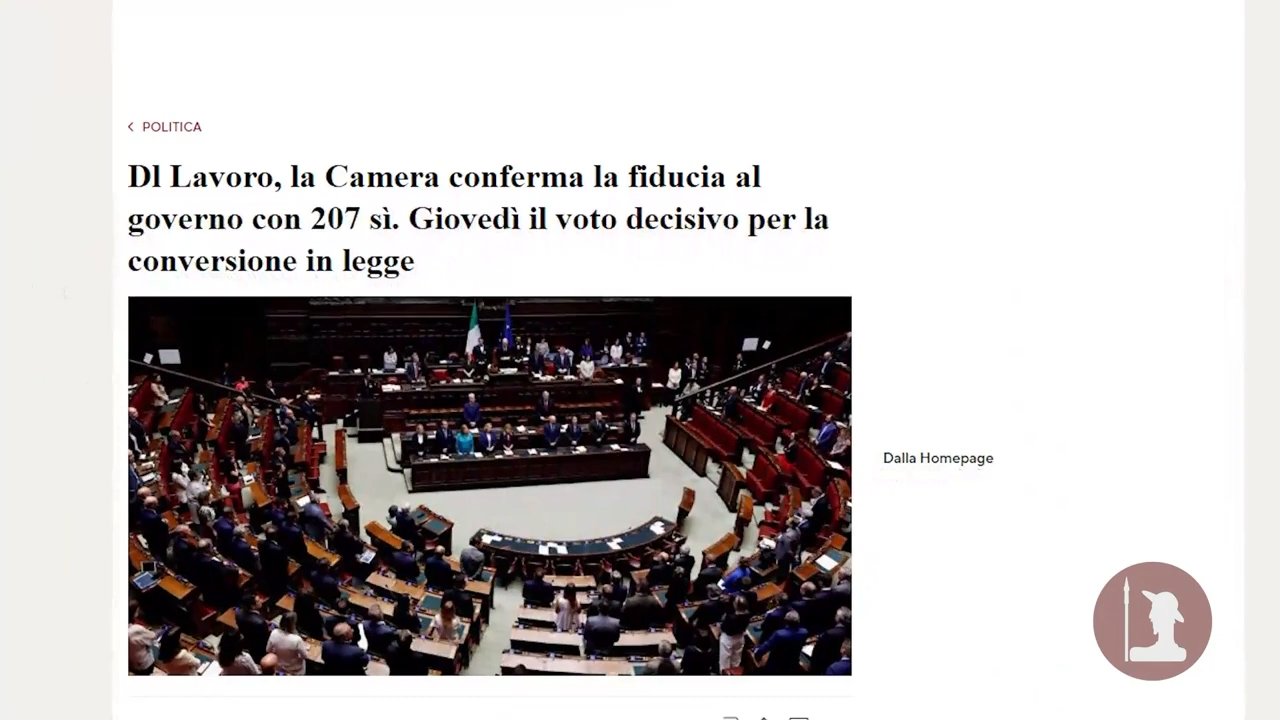 POLITICA
Dl Lavoro, la Camera conferma la fiducia al
governo con 207 sì. Giovedì il voto decisivo per la
conversione in legge
Dalla Homepage